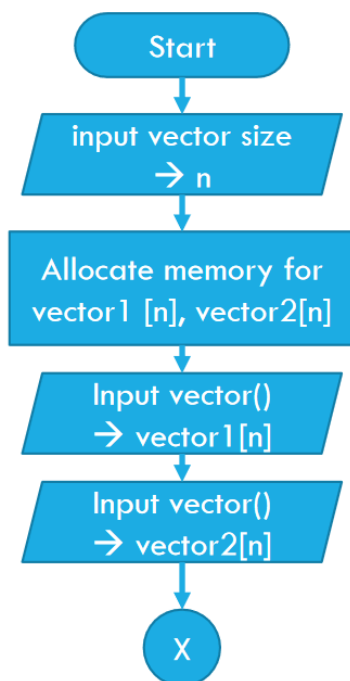 Start
input vector size
→ n
Allocate memory for
vector1 [n], vector2[n]
Input vector()
→ vector1[n]
Input vector()
→ vector2[n]
X